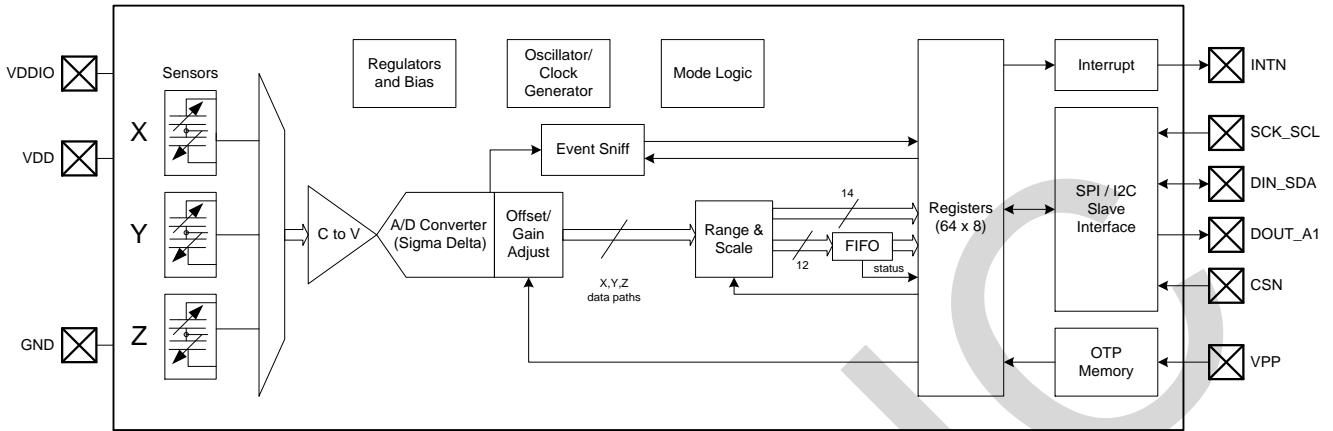 VDDIO
VDD
GND
Sensors
X
Y
Z
Regulators
and Bias
Oscillator/
Clock
Generator
Mode Logic
Event Sniff
C to V
A/D Converter
(Sigma Delta)
Offset/
Gain
Adjust
X,Y,Z
data paths
Range &
Scale
14
12
FIFO
status
Registers
(64 x 8)
Interrupt
SPI / I2C
Slave
Interface
OTP
Memory
INTN
SCK_SCL
DIN_SDA
DOUT_A1
CSN
VPP